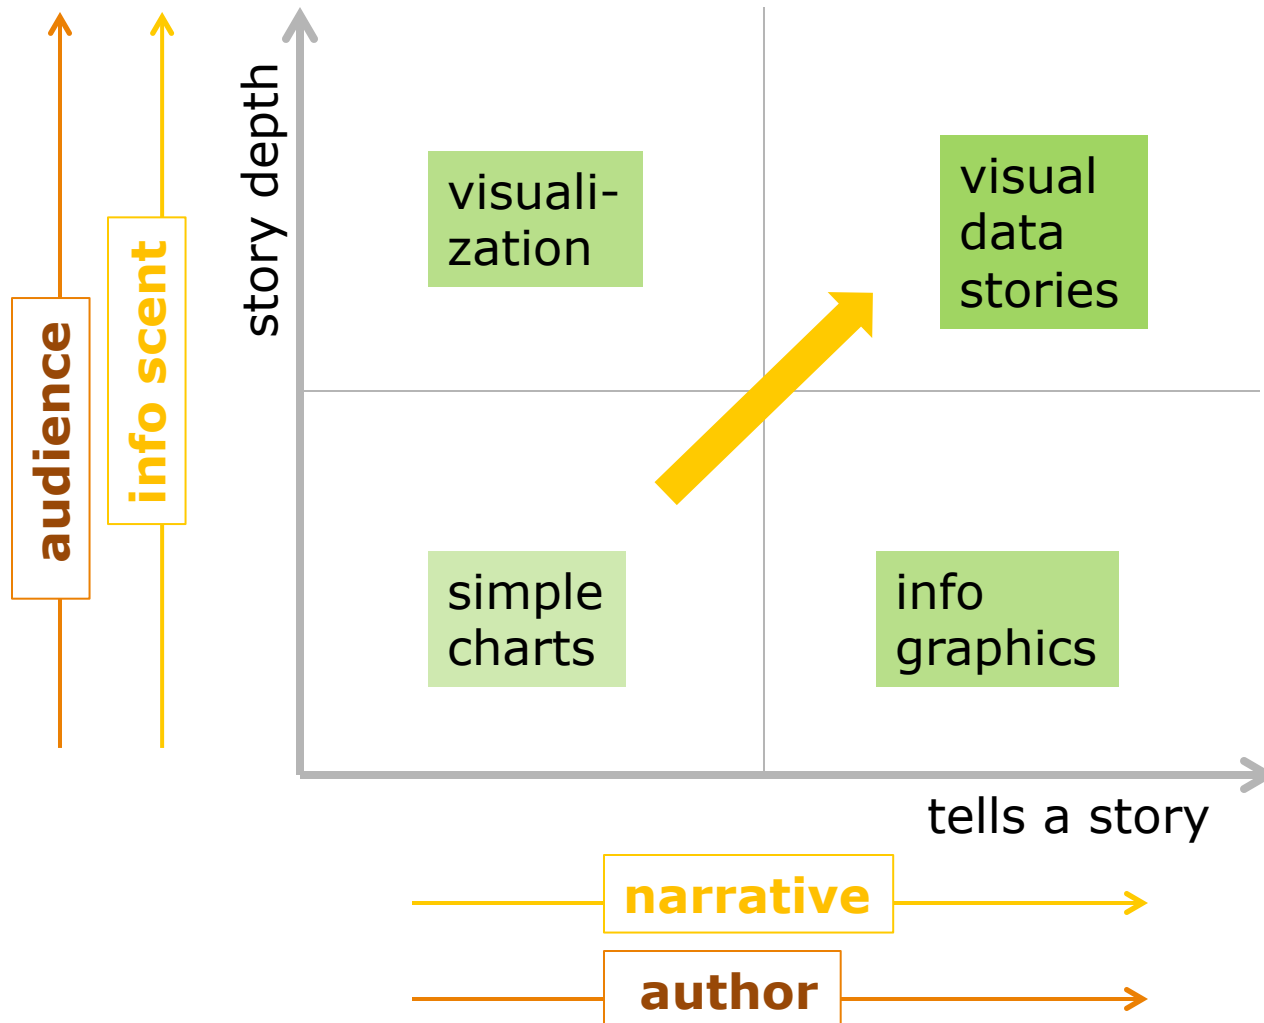 audience
info scent
story depth
visuali-
zation
visual
data
stories
simple
charts
info
graphics
tells a story
narrative
author